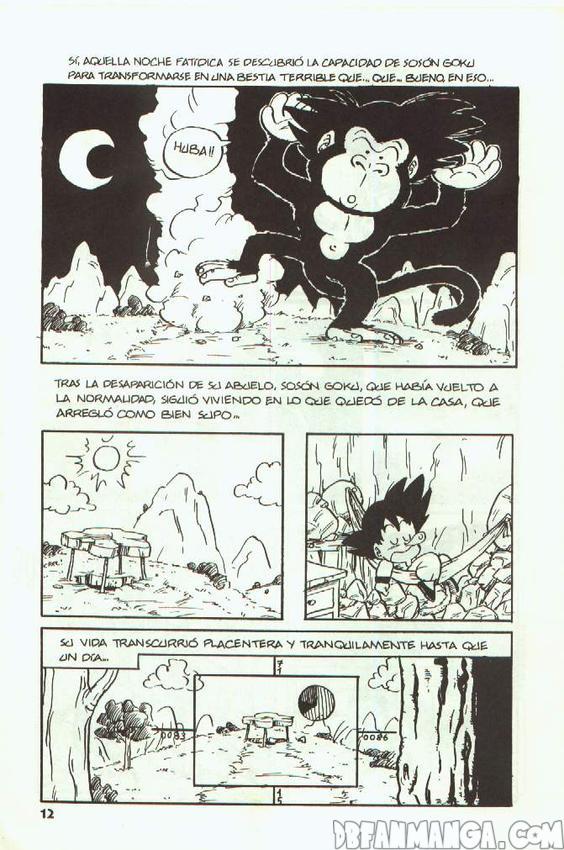 SÍ, AQUELLA NOCHE FATÍDICA SE DESCUBRIÓ LA CAPACIDAD DE SOSÓN GOKU
PARA TRANSFORMARSE EN UNA BESTIA TERRIBLE QUE... QUE... BUENO, EN ESO...
HUBA!!
TRAS LA DESAPARICIÓN DE SU ABUELO, SOSÓN GOKU, QUE HABÍA VUELTO A
LA NORMALIDAD, SIGUIÓ VIVIENDO EN LO QUE QUEDÓ DE LA CASA, QUE
ARREGLÓ COMO BIEN SUPO...
SU VIDA TRANSCURRIÓ PLACENTERA Y TRANQUILAMENTE HASTA QUE
UN DÍA...
0083
0086
12
DBFANMANGA.COM